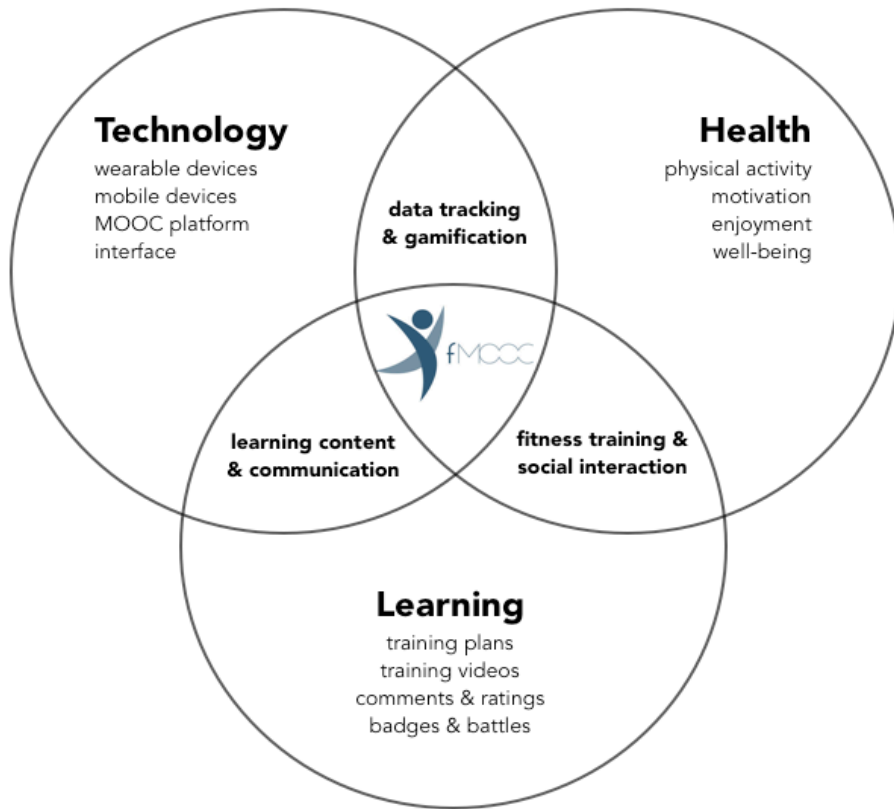 Technology
wearable devices
mobile devices
MOOC platform
interface
Health
physical activity
motivation
enjoyment
well-being
data tracking
& gamification
fMOOC
learning content
& communication
fitness training &
social interaction
Learning
training plans
training videos
comments & ratings
badges & battles